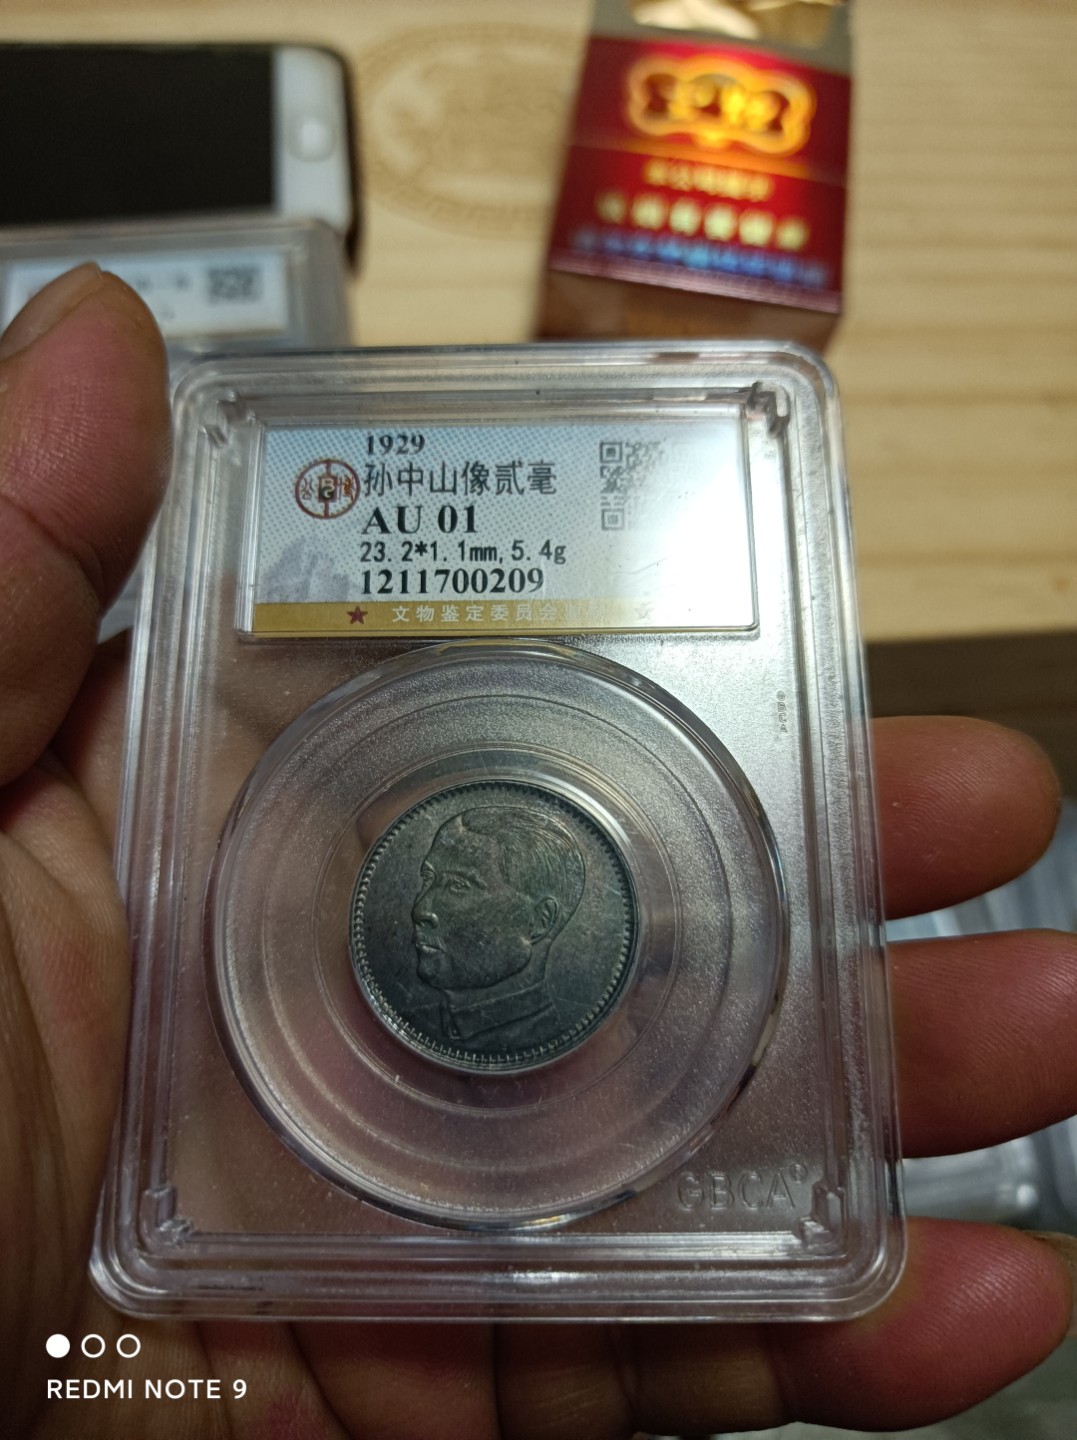 1929
孙中山像贰毫
AU 01
23.2*1.1mm,5.4g
1211700209
文物鉴定委员会
GBCA
GBCA®
REDMI NOTE 9